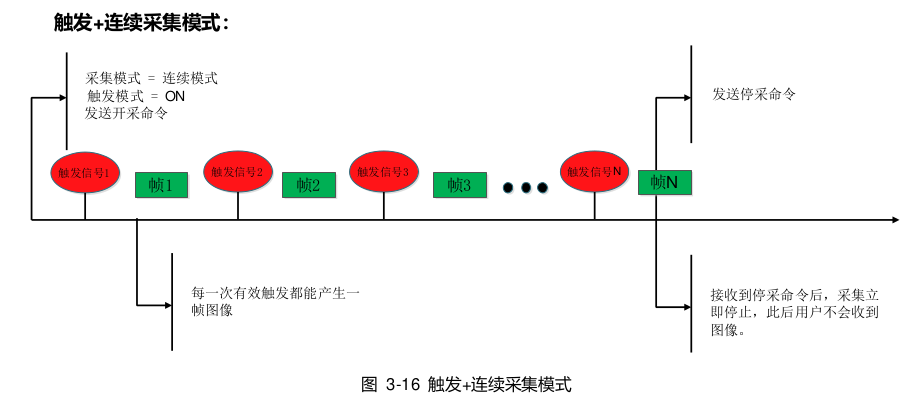 触发+连续采集模式：
采集模式 = 连续模式
触发模式 = ON
发送开采命令
发送停采命令
触发信号1
帧1
触发信号2
帧2
触发信号3
帧3
触发信号N
帧N
每一次有效触发都能产生一
帧图像
接收到停采命令后，采集立
即停止，此后用户不会收到
图像。
图 3-16 触发+连续采集模式